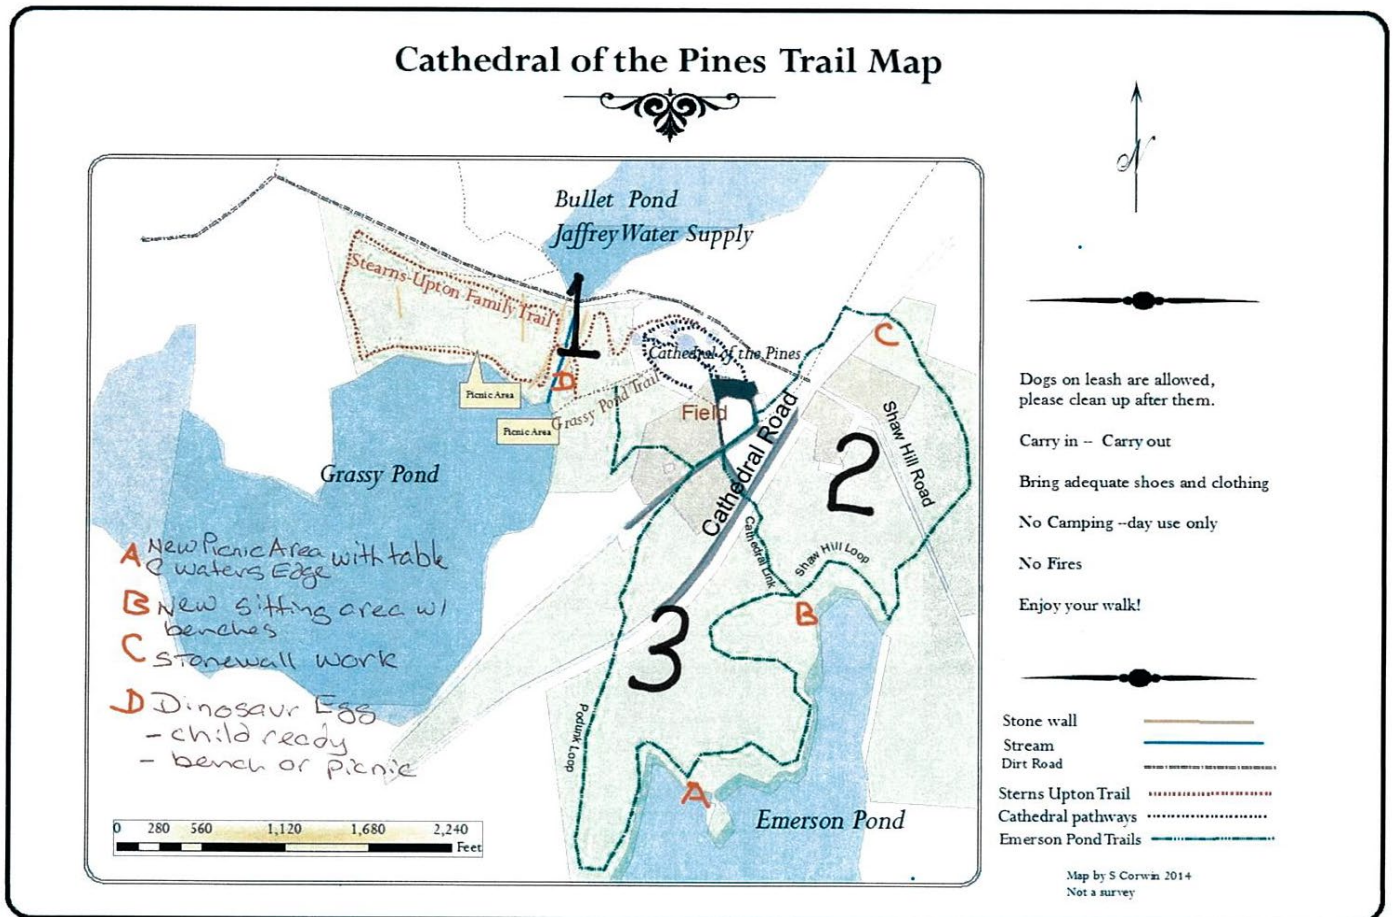 Cathedral of the Pines Trail Map
N
Bullet Pond
Jaffrey Water Supply
Stearns-Upton Family Trail
1
Cathedral of the Pines
C
D
Picnic Area
Grassy Pond Trail
Field
Picnic Area
Cathedral Road
Shaw Hill Road
2
Grassy Pond
Cathedral Link
Shaw Hill Loop
B
3
Podunk Loop
A
Emerson Pond
A New Picnic Area with table
@ Waters Edge
B New sitting area w/
benches
C Stonewall work
D Dinosaur Egg
- child ready
- bench or picnic
0 280 560 1,120 1,680 2,240
Feet
Dogs on leash are allowed,
please clean up after them.
Carry in -- Carry out
Bring adequate shoes and clothing
No Camping --day use only
No Fires
Enjoy your walk!
Stone wall
Stream
Dirt Road
Sterns Upton Trail
Cathedral pathways
Emerson Pond Trails
Map by S Corwin 2014
Not a survey